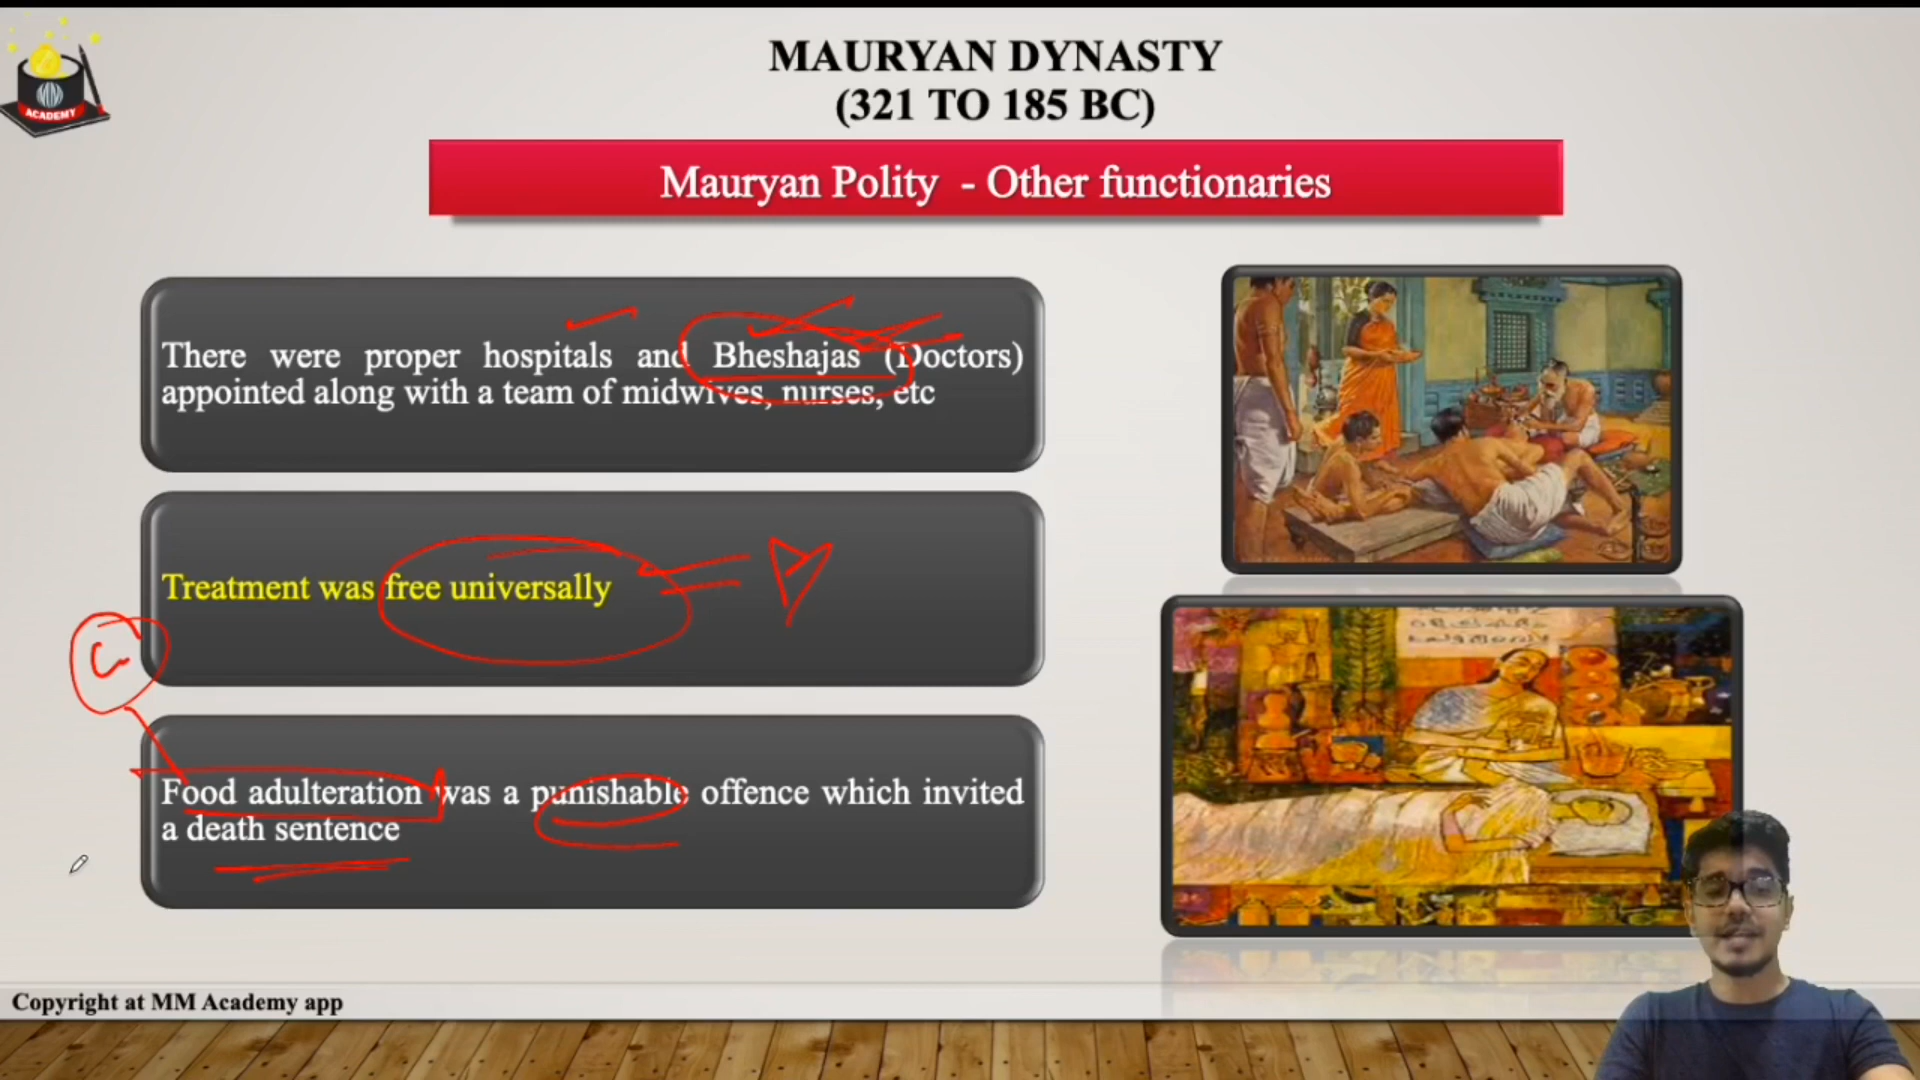 MAURYAN DYNASTY
(321 TO 185 BC)
ACADEMY
Mauryan Polity - Other functionaries
There were proper hospitals and Bheshajas (Doctors)
appointed along with a team of midwives, nurses, etc
Treatment was free universally
Food adulteration was a punishable offence which invited
a death sentence
Copyright at MM Academy app